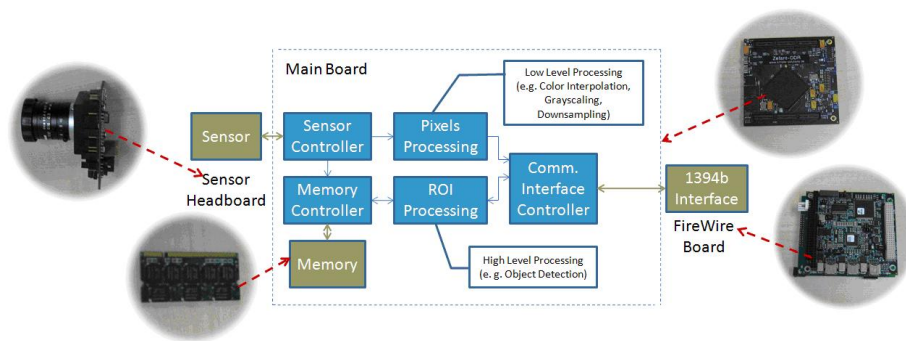 Main Board
Low Level Processing
(e.g. Color Interpolation,
Grayscaling,
Downsampling)
Sensor
Sensor
Controller
Pixels
Processing
Sensor
Headboard
Memory
Controller
ROI
Processing
Comm.
Interface
Controller
1394b
Interface
FireWire
Board
Memory
High Level Processing
(e. g. Object Detection)